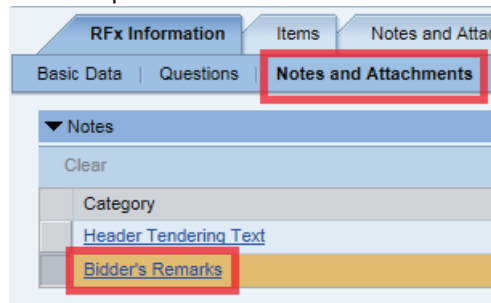 RFx Information Items Notes and Attac
Basic Data | Questions | Notes and Attachments
Notes
Clear
Category
Header Tendering Text
Bidder's Remarks